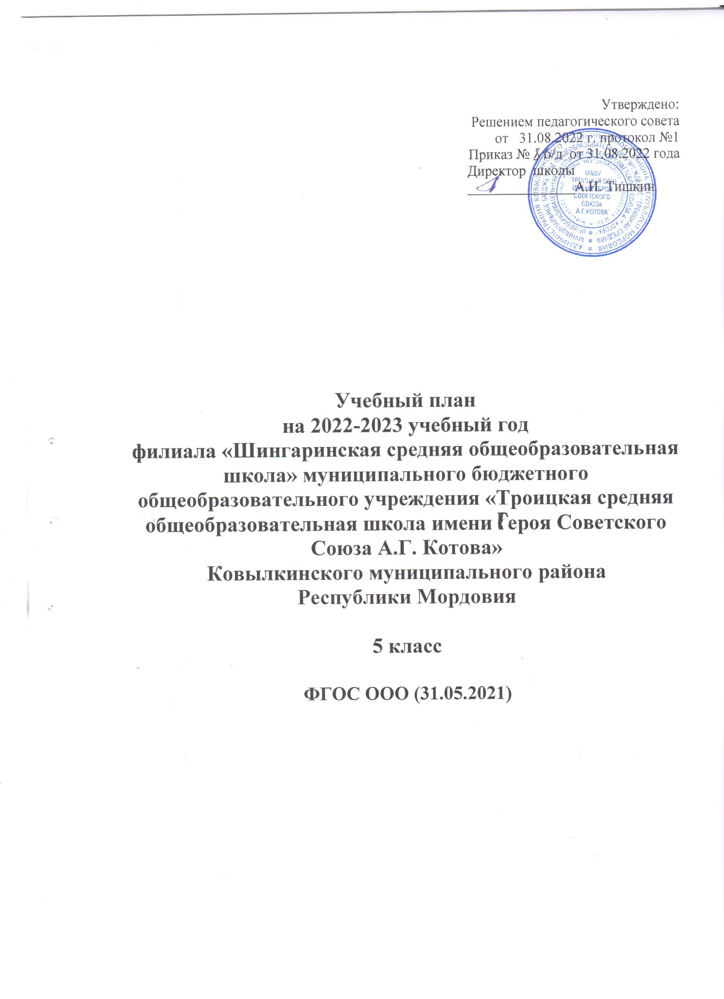 Утверждено:
Решением педагогического совета
от 31.08.2022 г. протокол №1
Приказ № о/д от 31.08.2022 года
Директор школы
А.И. Тишкин
МБОУ
"ТРОИЦКАЯ СОШ
ИМЕНИ ГЕРОЯ
СОВЕТСКОГО
СОЮЗА
А.Г.КОТОВА"
Учебный план
на 2022-2023 учебный год
филиала «Шингаринская средняя общеобразовательная
школа» муниципального бюджетного
общеобразовательного учреждения «Троицкая средняя
общеобразовательная школа имени Героя Советского
Союза А.Г. Котова»
Ковылкинского муниципального района
Республики Мордовия
5 класс
ФГОС ООО (31.05.2021)